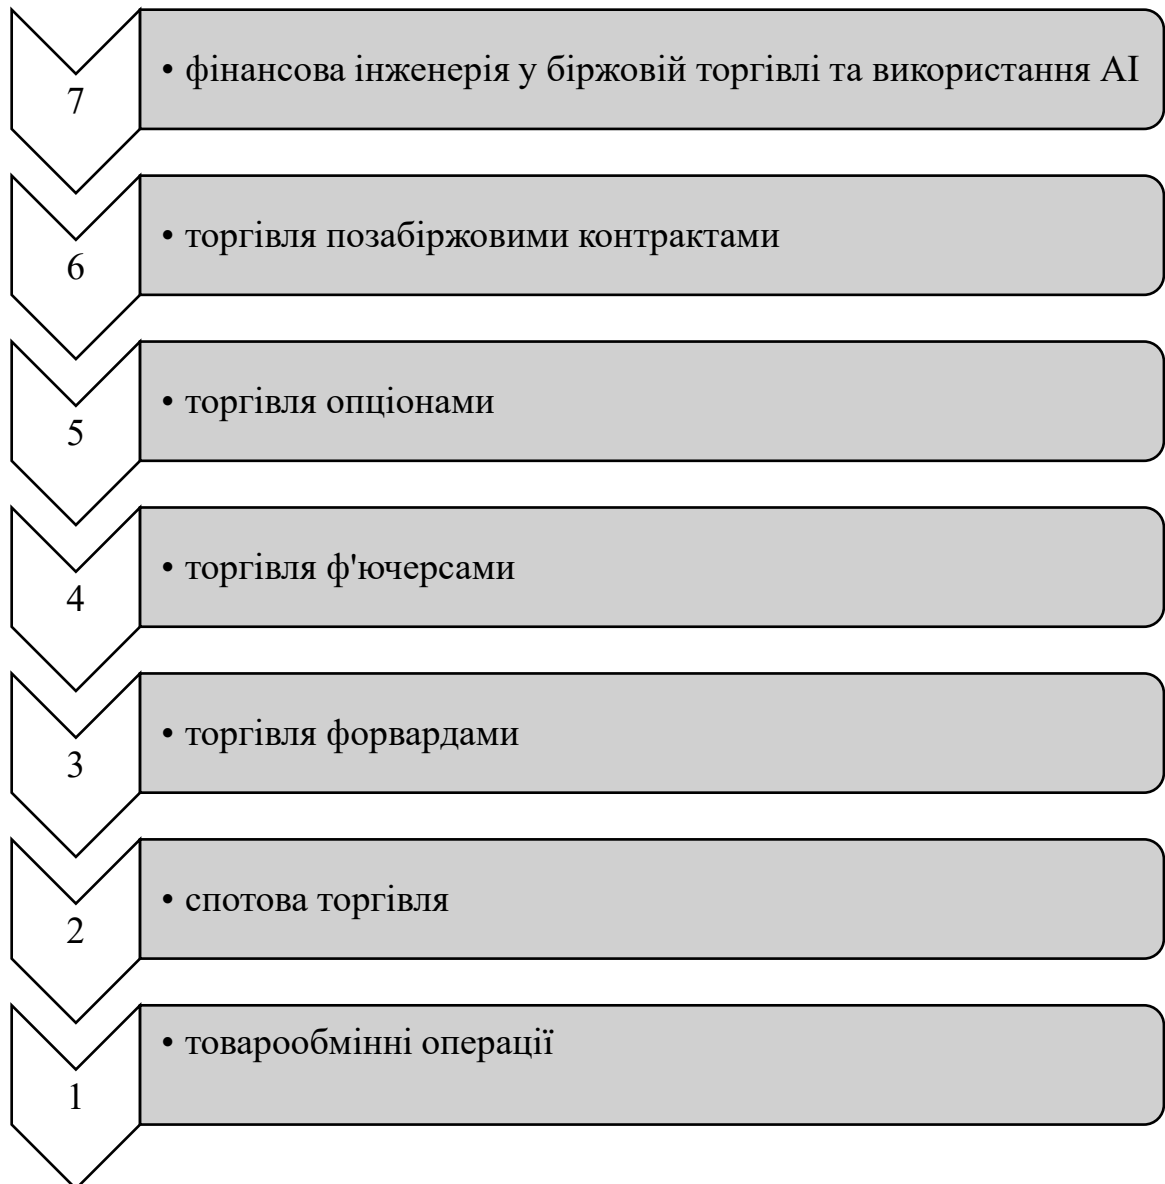 7
• фінансова інженерія у біржовій торгівлі та використання AI
6
• торгівля позабіржовими контрактами
5
• торгівля опціонами
4
• торгівля ф'ючерсами
3
• торгівля форвардами
2
• спотова торгівля
1
• товарообмінні операції